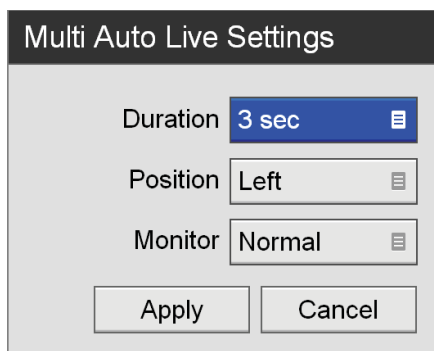 Multi Auto Live Settings
Duration 3 sec
Position Left
Monitor Normal
Apply Cancel